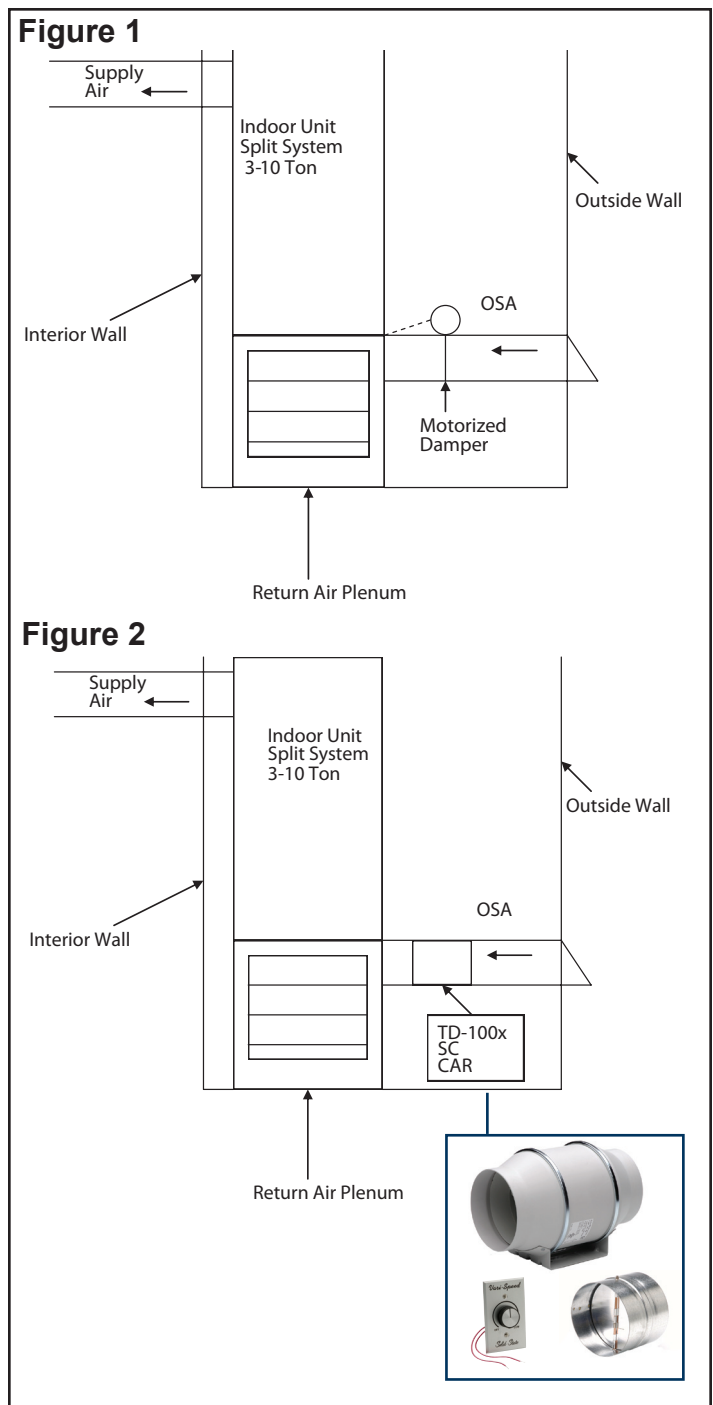 Figure 1
Supply
Air
Indoor Unit
Split System
3-10 Ton
Outside Wall
Interior Wall
OSA
Motorized
Damper
Return Air Plenum
Figure 2
Supply
Air
Indoor Unit
Split System
3-10 Ton
Outside Wall
Interior Wall
OSA
TD-100x
SC
CAR
Return Air Plenum
Vari-Speed
Solid State